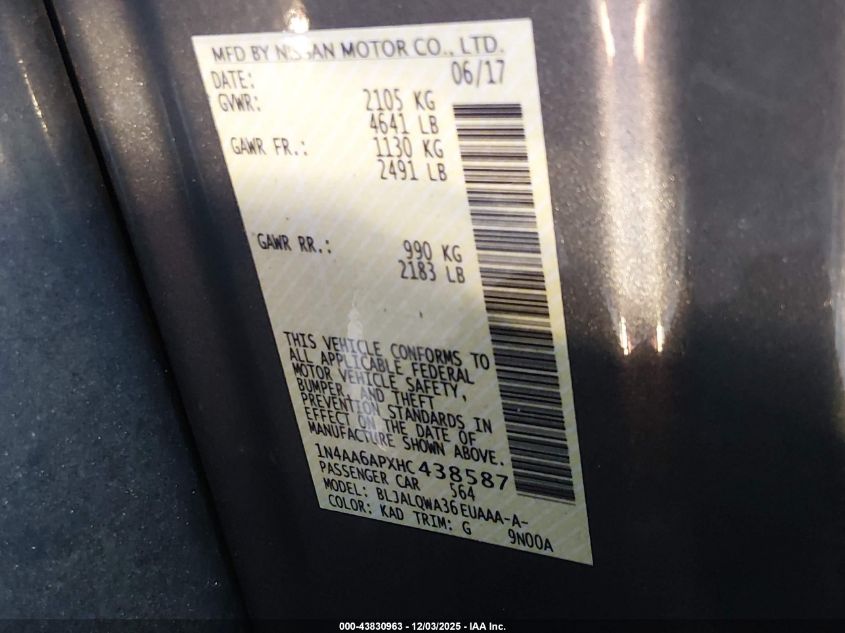 MFD BY NISSAN MOTOR CO., LTD.
DATE: 06/17
GVWR: 2105 KG
4641 LB
GAWR FR.: 1130 KG
2491 LB
GAWR RR.: 990 KG
2183 LB
THIS VEHICLE CONFORMS TO
ALL APPLICABLE FEDERAL
MOTOR VEHICLE SAFETY,
BUMPER, AND THEFT
PREVENTION STANDARDS IN
EFFECT ON THE DATE OF
MANUFACTURE SHOWN ABOVE.
1N4AA6APXHC438587
PASSENGER CAR 564
MODEL: BLJALQWA36EUAAA-A-
COLOR: KAD TRIM: G 9N00A
000-43830963 - 12/03/2025 - IAA Inc.